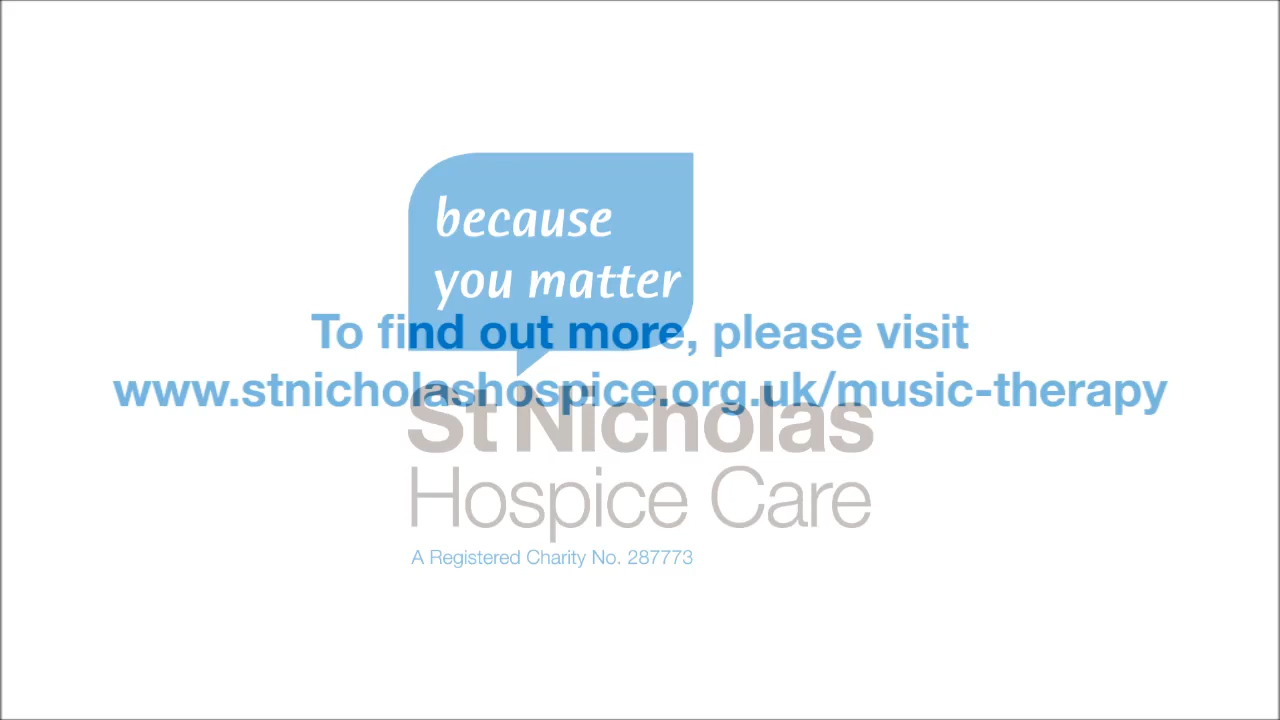 because
you matter
To find out more, please visit
www.stnicholashospice.org.uk/music-therapy
St Nicholas
Hospice Care
A Registered Charity No. 287773